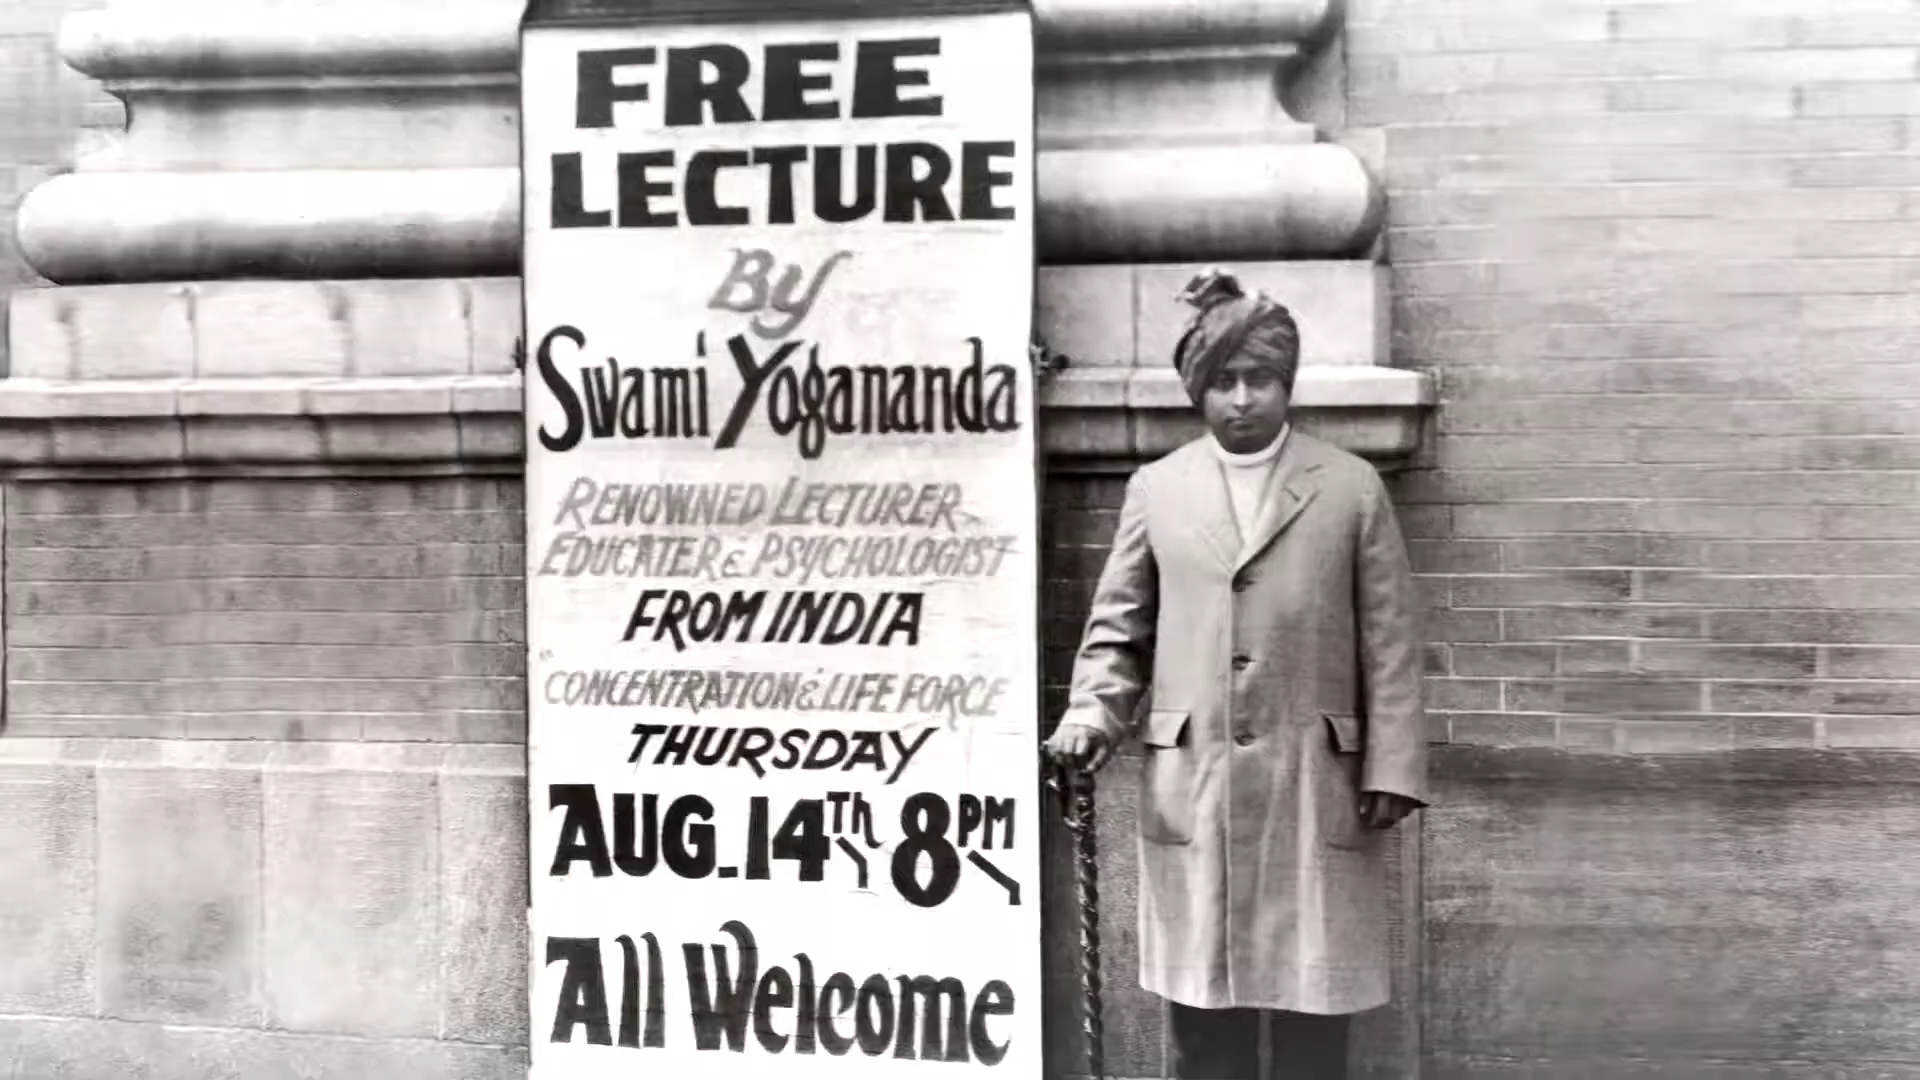 FREE
LECTURE
By
Swami Yogananda
RENOWNED LECTURER
EDUCATER & PSYCHOLOGIST
FROM INDIA
"CONCENTRATION & LIFE FORCE
THURSDAY
AUG. 14Th 8PM
All Welcome